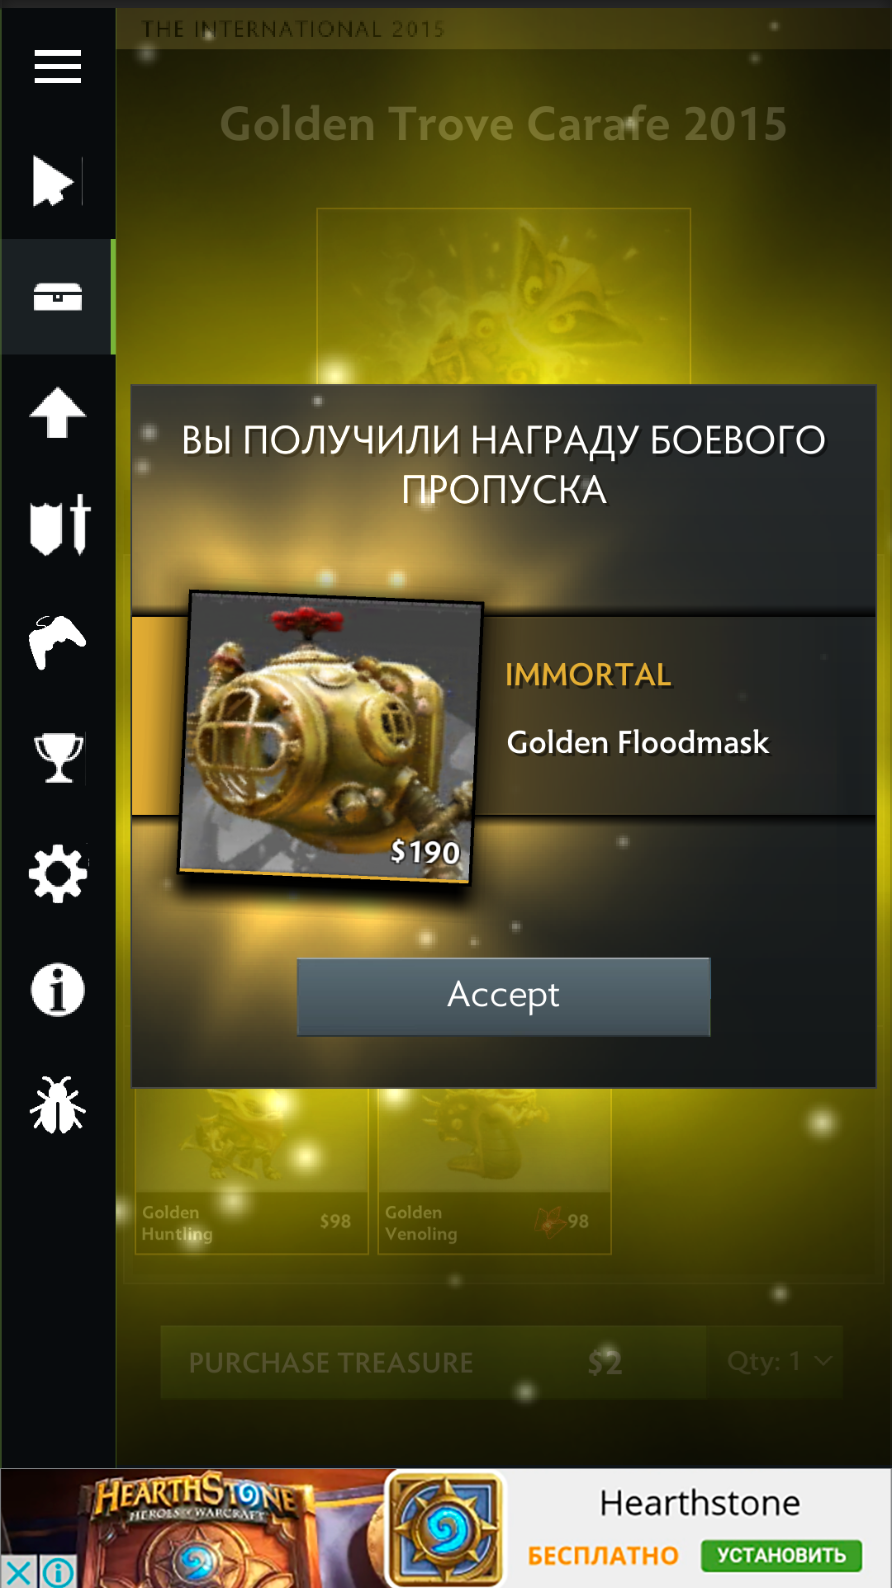 THE INTERNATIONAL 2015
Golden Trove Carafe 2015
ВЫ ПОЛУЧИЛИ НАГРАДУ БОЕВОГО
ПРОПУСКА
IMMORTAL
Golden Floodmask
$190
Accept
Golden
Huntling
$98
Golden
Venoling
98
PURCHASE TREASURE
$2
Qty: 1
HEARTHSTONE
HEROES OF WARCRAFT
Hearthstone
БЕСПЛАТНО
УСТАНОВИТЬ